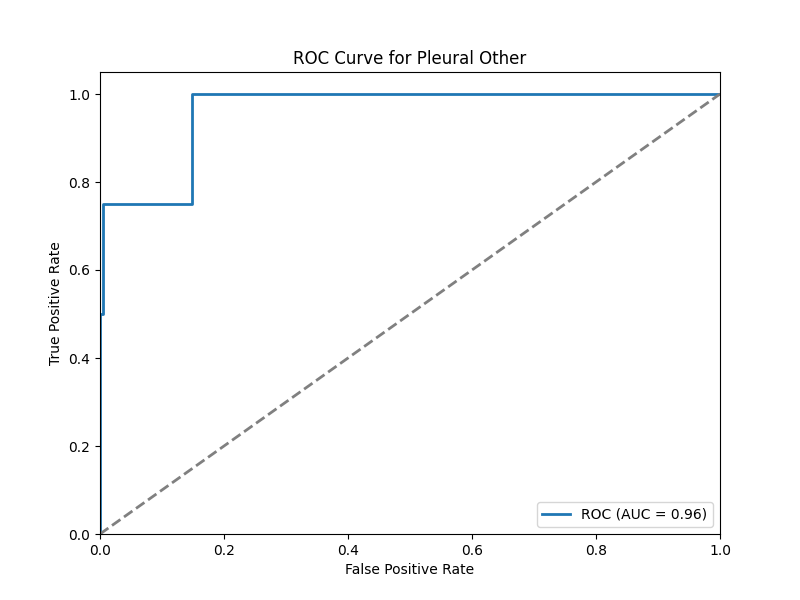 ROC Curve for Pleural Other
True Positive Rate
1.0
0.8
0.6
0.4
0.2
0.0
0.0 0.2 0.4 0.6 0.8 1.0
False Positive Rate
ROC (AUC = 0.96)